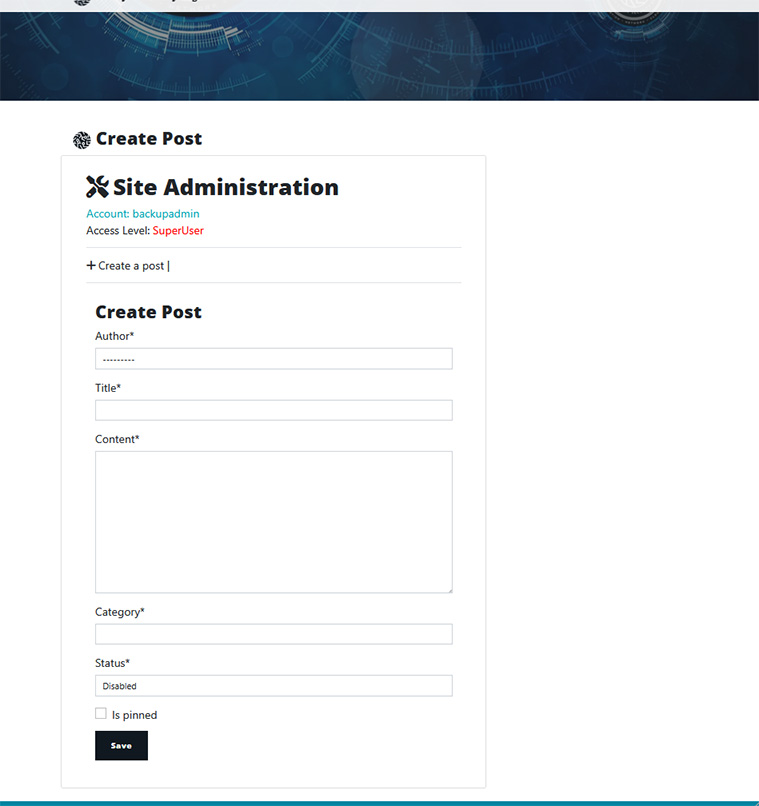 Create Post
Site Administration
Account: backupadmin
Access Level: SuperUser
+ Create a post |
Create Post
Author*
---------
Title*
Content*
Category*
Status*
Disabled
Is pinned
Save